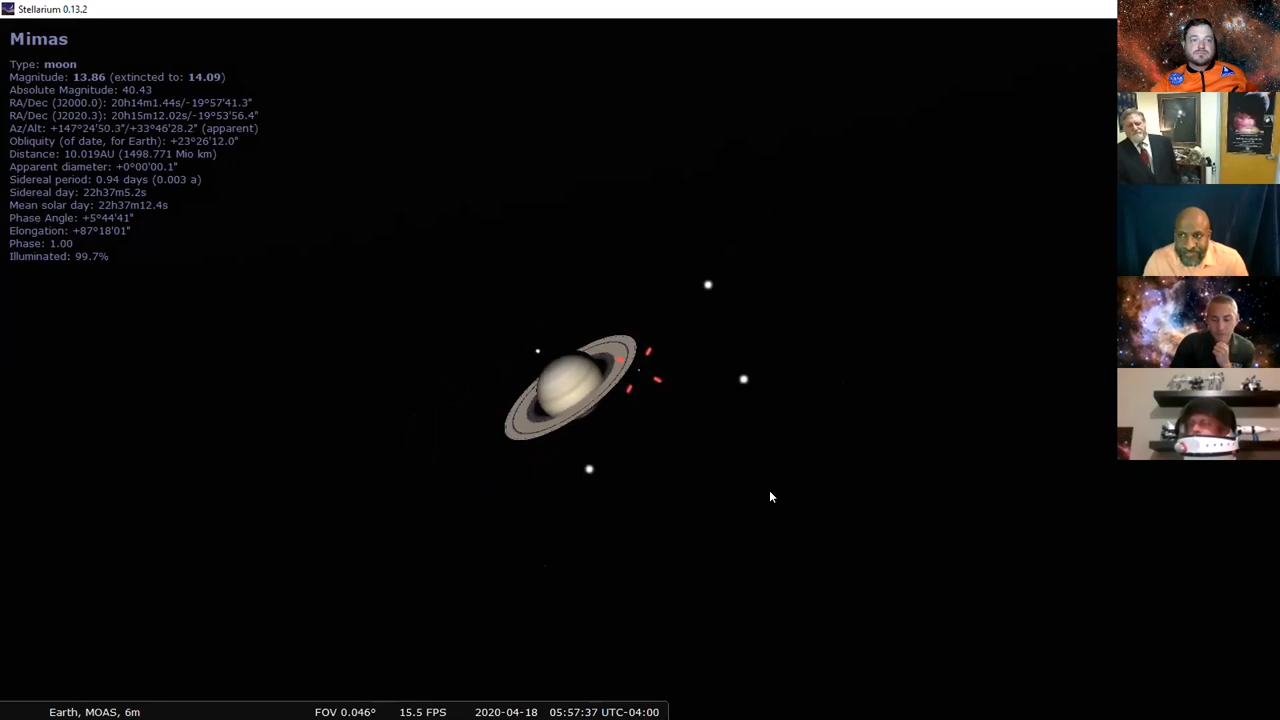 Stellarium 0.13.2
Mimas
Type: moon
Magnitude: 13.86 (extincted to: 14.09)
Absolute Magnitude: 40.43
RA/Dec (J2000.0): 20h14m1.44s/-19°57'41.3"
RA/Dec (J2020.3): 20h15m12.02s/-19°53'56.4"
Az/Alt: +147°24'50.3"/+33°46'28.2" (apparent)
Obliquity (of date, for Earth): +23°26'12.0"
Distance: 10.019AU (1498.771 Mio km)
Apparent diameter: +0°00'00.1"
Sidereal period: 0.94 days (0.003 a)
Sidereal day: 22h37m5.2s
Mean solar day: 22h37m12.4s
Phase Angle: +5°44'41"
Elongation: +87°18'01"
Phase: 1.00
Illuminated: 99.7%
Earth, MOAS, 6m FOV 0.046° 15.5 FPS 2020-04-18 05:57:37 UTC-04:00